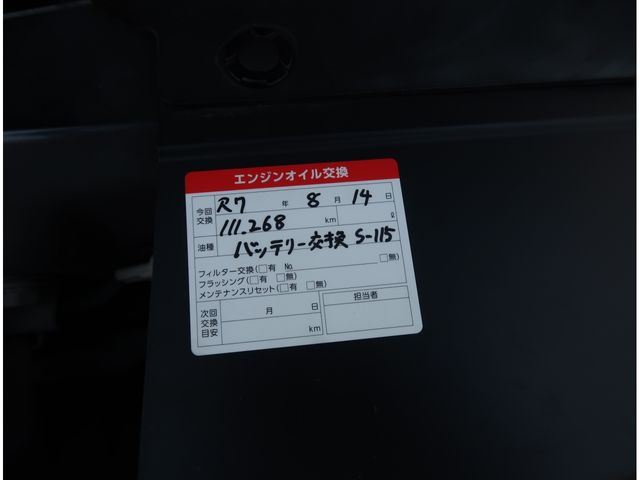 エンジンオイル交換
今回交換 R7 年 8 月 14 日
111.268 km ℓ
油種 バッテリー交換 S-115
フィルター交換(□有 No. □無)
フラッシング(□有 □無)
メンテナンスリセット(□有 □無)
次回交換目安 月 日 担当者
km